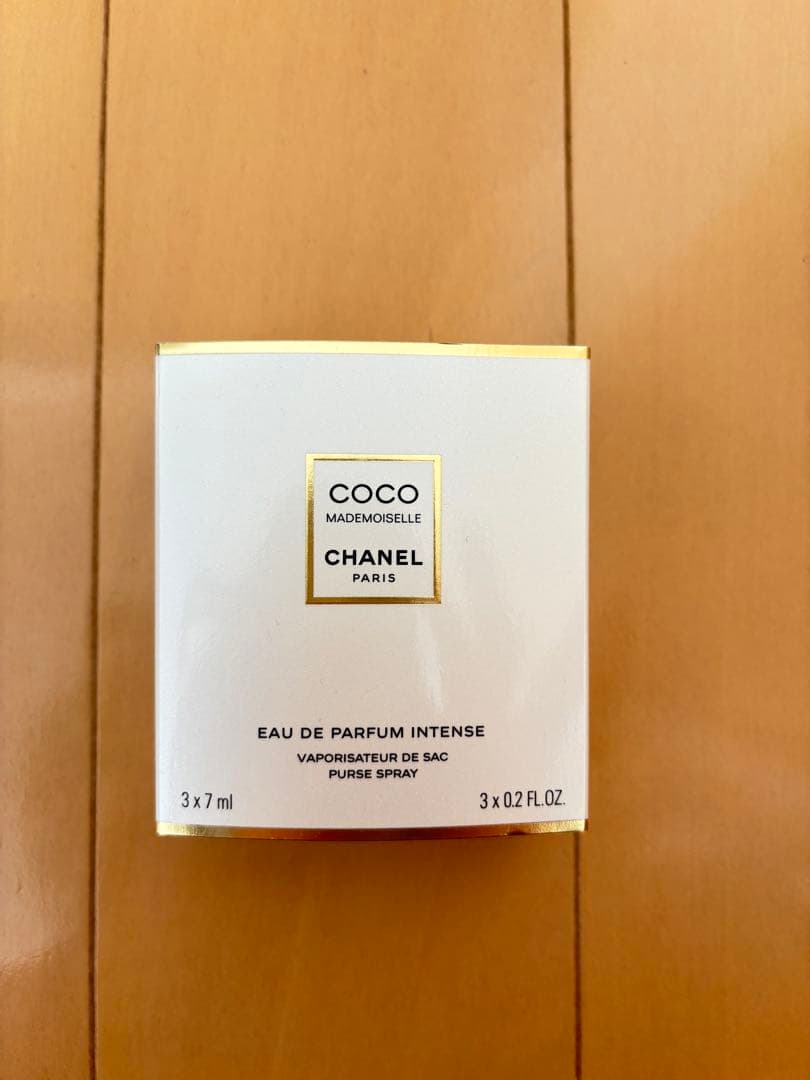 COCO
MADEMOISELLE
CHANEL
PARIS
EAU DE PARFUM INTENSE
VAPORISATEUR DE SAC
PURSE SPRAY
3 x 7 ml
3 x 0.2 FL.OZ.